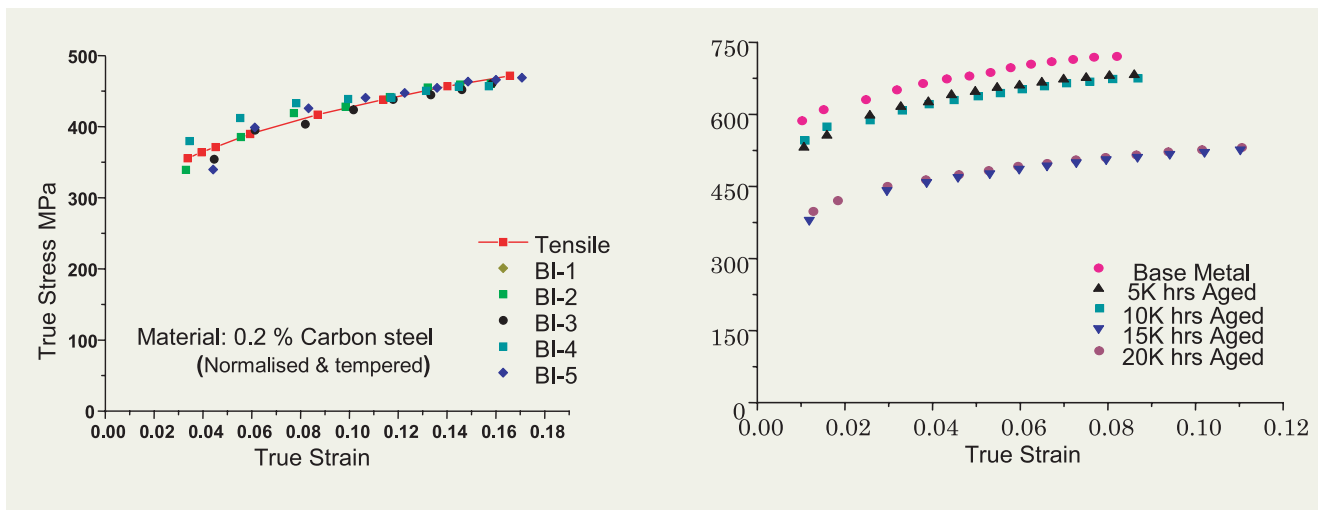 500
400
300
200
100
0
True Stress MPa
0.00 0.02 0.04 0.06 0.08 0.10 0.12 0.14 0.16 0.18
True Strain
Tensile
BI-1
BI-2
BI-3
BI-4
BI-5
Material: 0.2 % Carbon steel
(Normalised & tempered)
750
600
450
300
150
0
0.00 0.02 0.04 0.06 0.08 0.10 0.12
True Strain
Base Metal
5K hrs Aged
10K hrs Aged
15K hrs Aged
20K hrs Aged